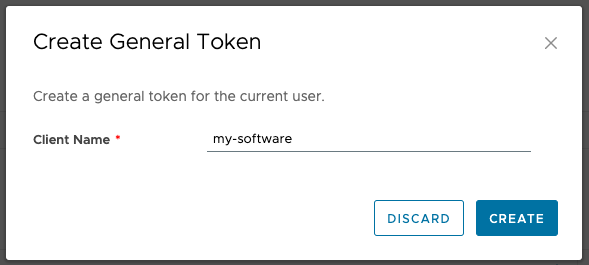 Create General Token
Create a general token for the current user.
Client Name *
my-software
DISCARD
CREATE